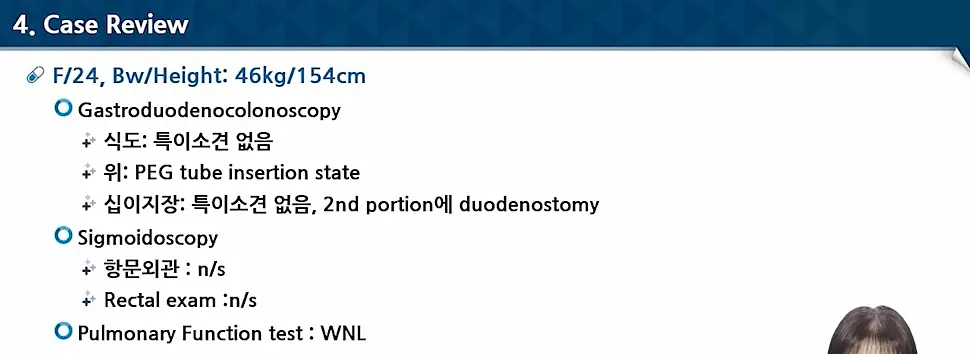 4. Case Review
F/24, Bw/Height: 46kg/154cm
Gastroduodenocolonoscopy
식도: 특이소견 없음
위: PEG tube insertion state
십이지장: 특이소견 없음, 2nd portion에 duodenostomy
Sigmoidoscopy
항문외관 : n/s
Rectal exam :n/s
Pulmonary Function test : WNL